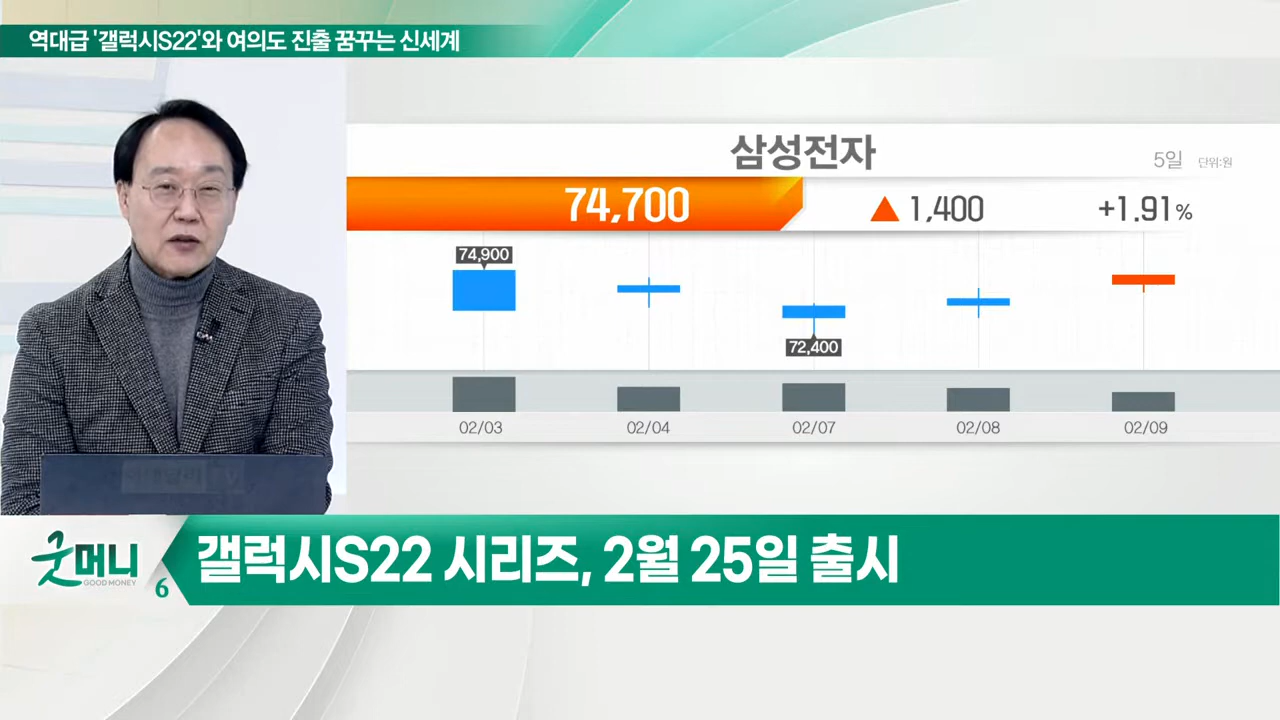 역대급 '갤럭시S22'와 여의도 진출 꿈꾸는 신세계
삼성전자
5일 단위:원
74,700 ▲ 1,400 +1.91%
74,900
72,400
02/03 02/04 02/07 02/08 02/09
굿머니
GOOD MONEY
6
갤럭시S22 시리즈, 2월 25일 출시